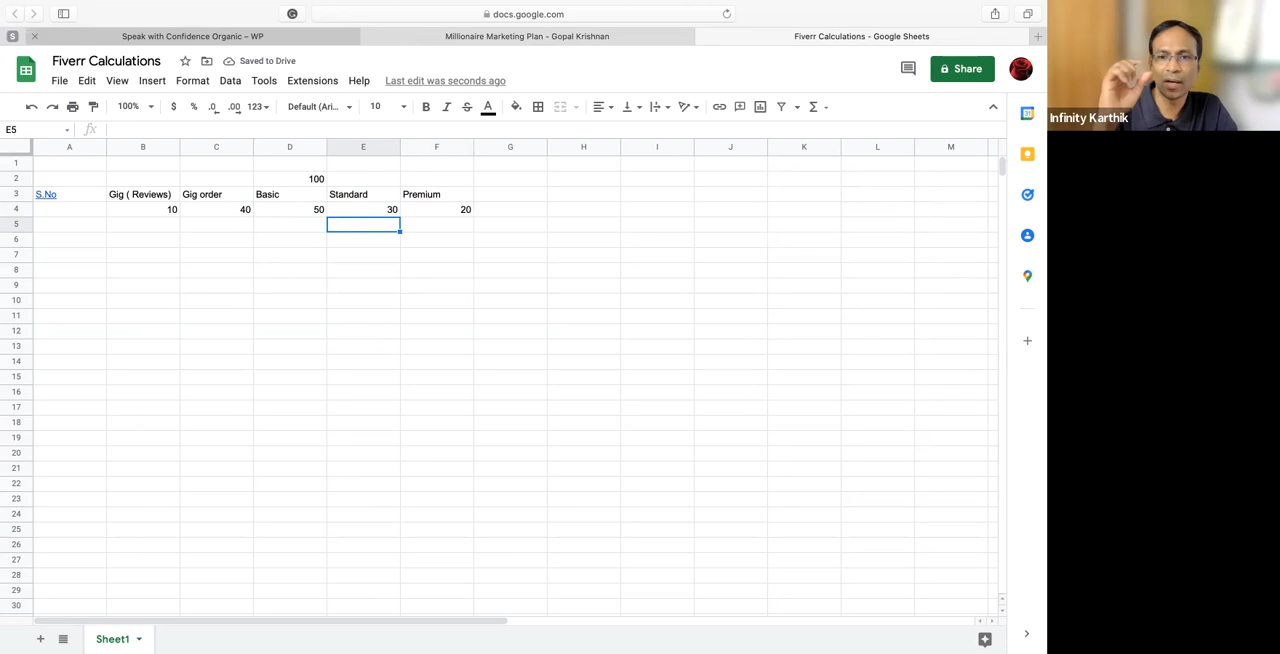 docs.google.com
S
Speak with Confidence Organic – WP
Millionaire Marketing Plan - Gopal Krishnan
Fiverr Calculations - Google Sheets
Fiverr Calculations
Saved to Drive
File Edit View Insert Format Data Tools Extensions Help Last edit was seconds ago
Share
100% $ % .0 .00 123 Default (Ari... 10 B I S A
E5 fx
A B C D E F G H I J K L M
1
2 100
3 S.No Gig ( Reviews) Gig order Basic Standard Premium
4 10 40 50 30 20
5
6
7
8
9
10
11
12
13
14
15
16
17
18
19
20
21
22
23
24
25
26
27
28
29
30
Sheet1
Infinity Karthik
31